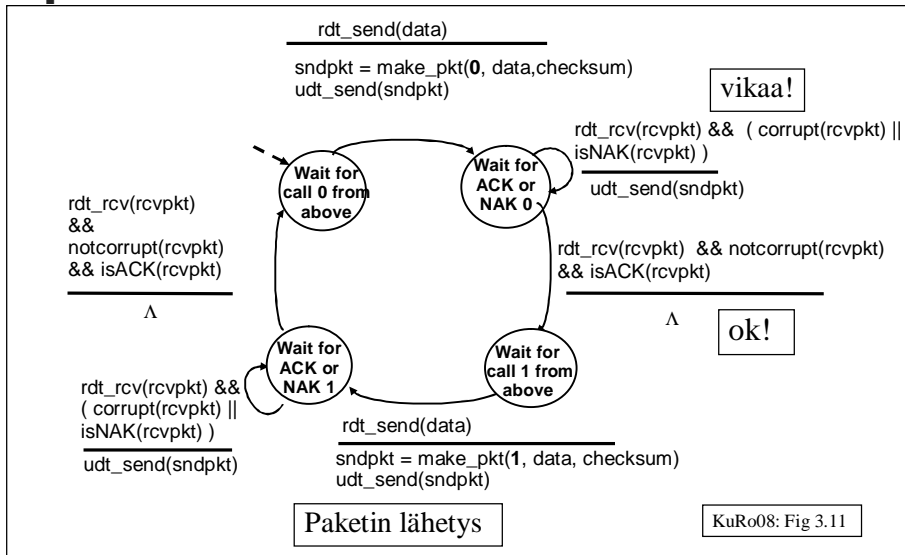 rdt_send(data)
sndpkt = make_pkt(0, data,checksum)
udt_send(sndpkt)
vikaa!
rdt_rcv(rcvpkt) && ( corrupt(rcvpkt) ||
isNAK(rcvpkt) )
udt_send(sndpkt)
Wait for
call 0 from
above
Wait for
ACK or
NAK 0
rdt_rcv(rcvpkt)
&&
notcorrupt(rcvpkt)
&& isACK(rcvpkt)
Λ
rdt_rcv(rcvpkt) && notcorrupt(rcvpkt)
&& isACK(rcvpkt)
Λ
ok!
Wait for
ACK or
NAK 1
Wait for
call 1 from
above
rdt_rcv(rcvpkt) &&
( corrupt(rcvpkt) ||
isNAK(rcvpkt) )
udt_send(sndpkt)
rdt_send(data)
sndpkt = make_pkt(1, data, checksum)
udt_send(sndpkt)
Paketin lähetys
KuRo08: Fig 3.11